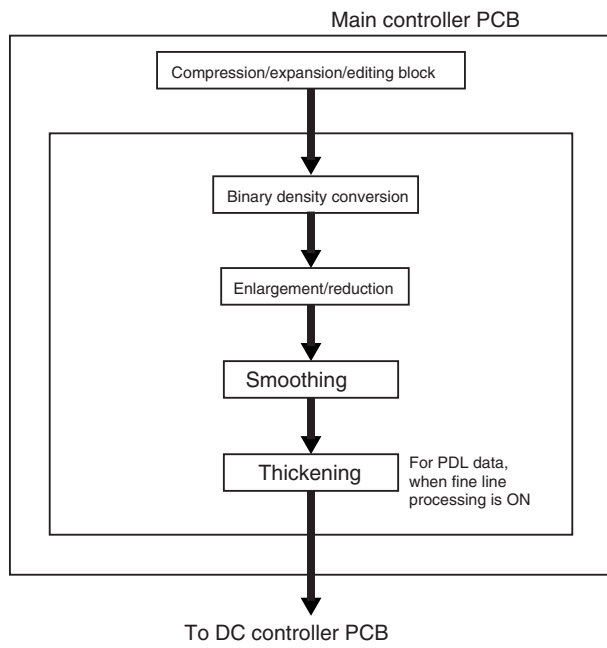 Main controller PCB
Compression/expansion/editing block
Binary density conversion
Enlargement/reduction
Smoothing
Thickening
For PDL data,
when fine line
processing is ON
To DC controller PCB